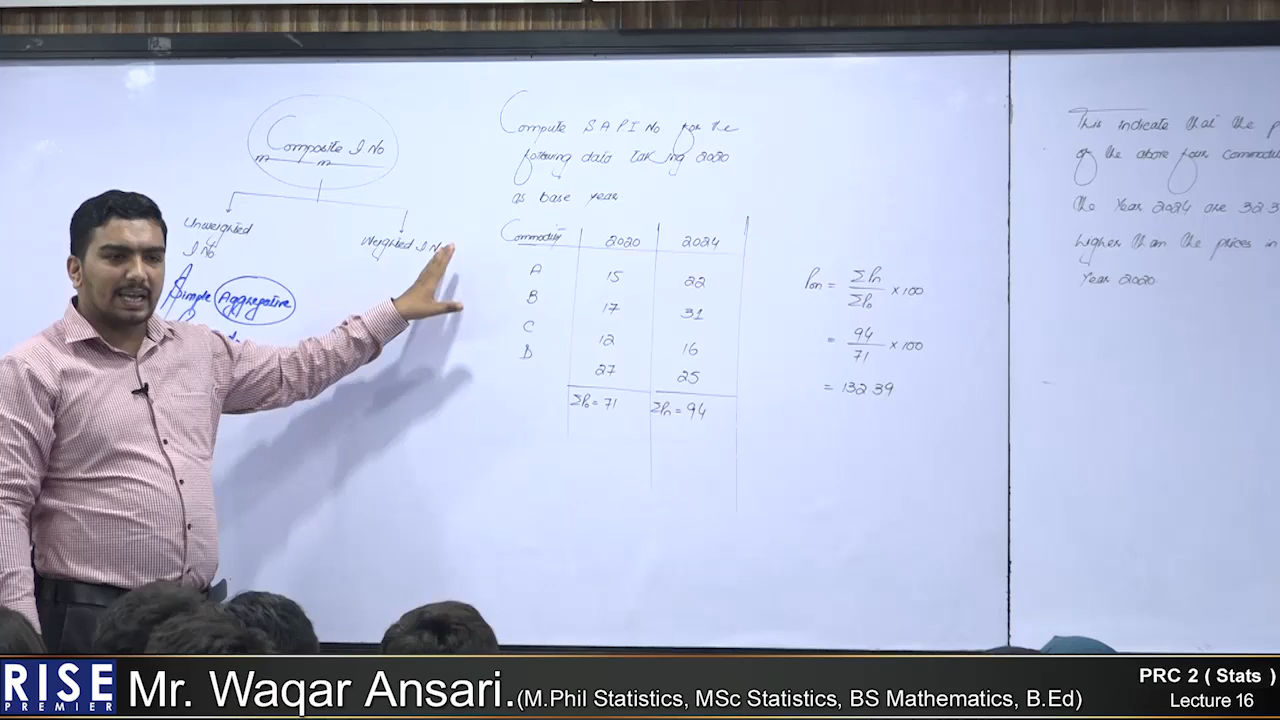 Composite I No
Unweighted
I No
Weighted I No
Simple Aggregative
Compute S A P I No for the
following data taking 2020
as base year
Commodity 2020 2024
A 15 22
B 17 31
C 12 16
D 27 25
ΣPo = 71 ΣPn = 94
Pon = ΣPn / ΣPo × 100
= 94 / 71 × 100
= 132.39
This indicate that the p
of the above four commodi
the Year 2024 are 32.3
higher than the prices in
Year 2020
RISE
PREMIER
Mr. Waqar Ansari.(M.Phil Statistics, MSc Statistics, BS Mathematics, B.Ed)
PRC 2 ( Stats )
Lecture 16